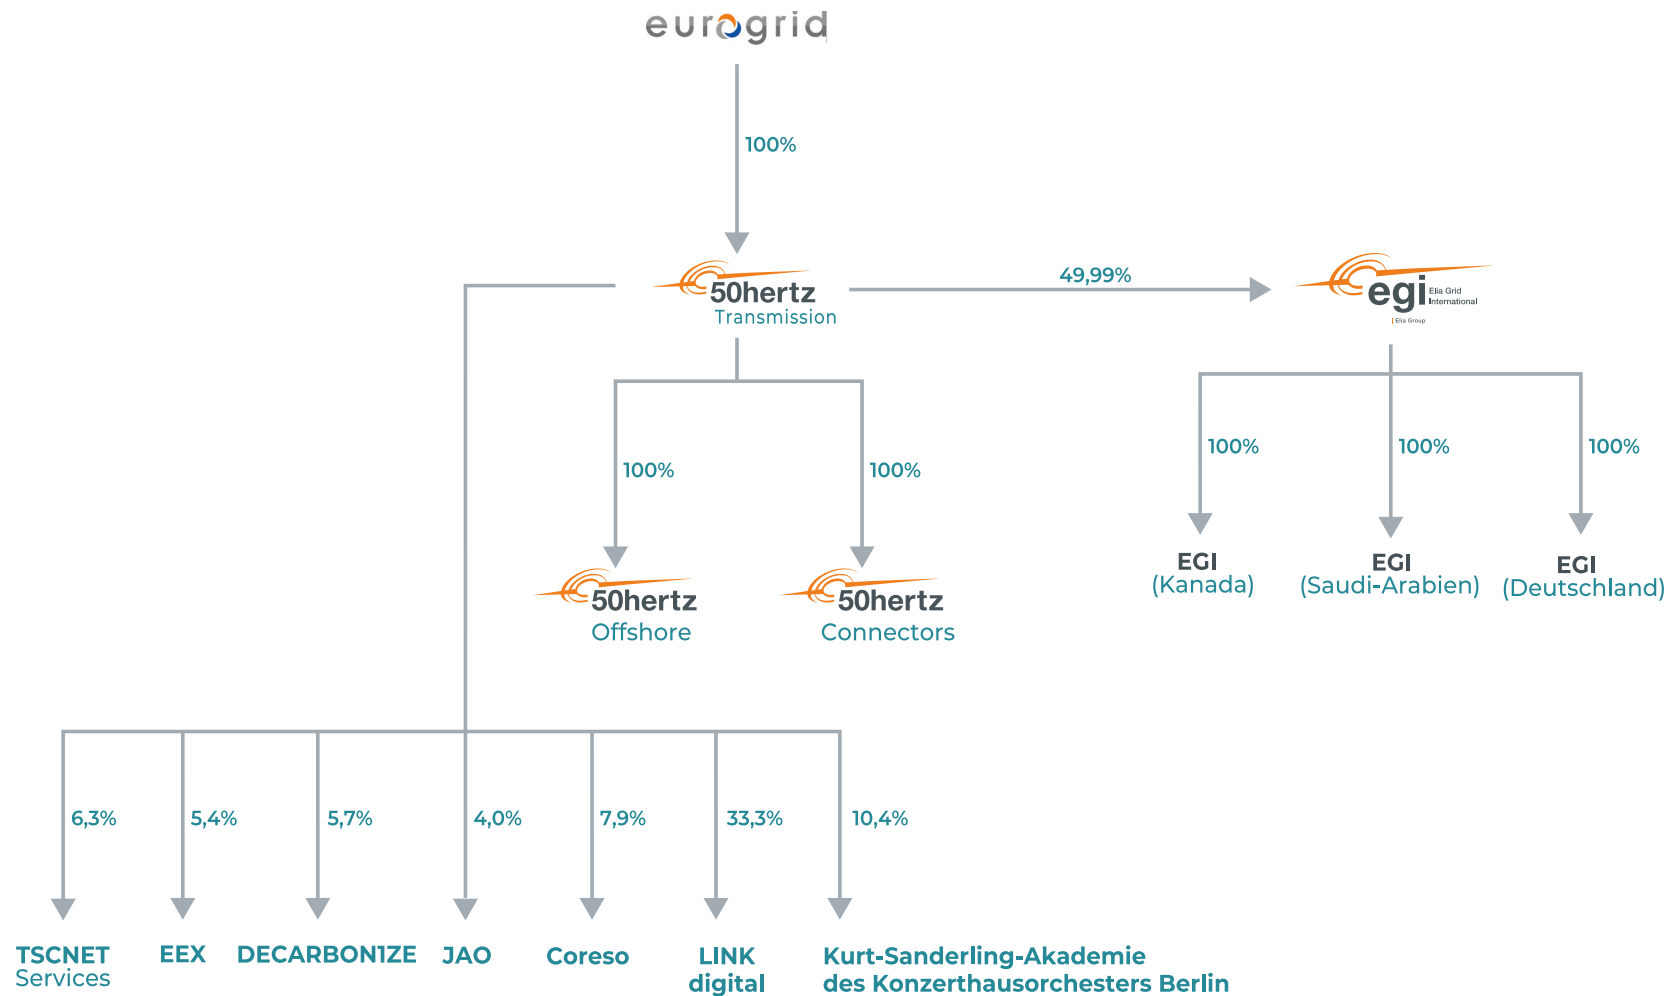 eurogrid
100%
50hertz
Transmission
49,99%
egi
Elia Grid
International
Elia Group
100%
100%
50hertz
Offshore
50hertz
Connectors
100%
100%
100%
EGI
(Kanada)
EGI
(Saudi-Arabien)
EGI
(Deutschland)
6,3%
5,4%
5,7%
4,0%
7,9%
33,3%
10,4%
TSCNET
Services
EEX
DECARBON1ZE
JAO
Coreso
LINK
digital
Kurt-Sanderling-Akademie
des Konzerthausorchesters Berlin